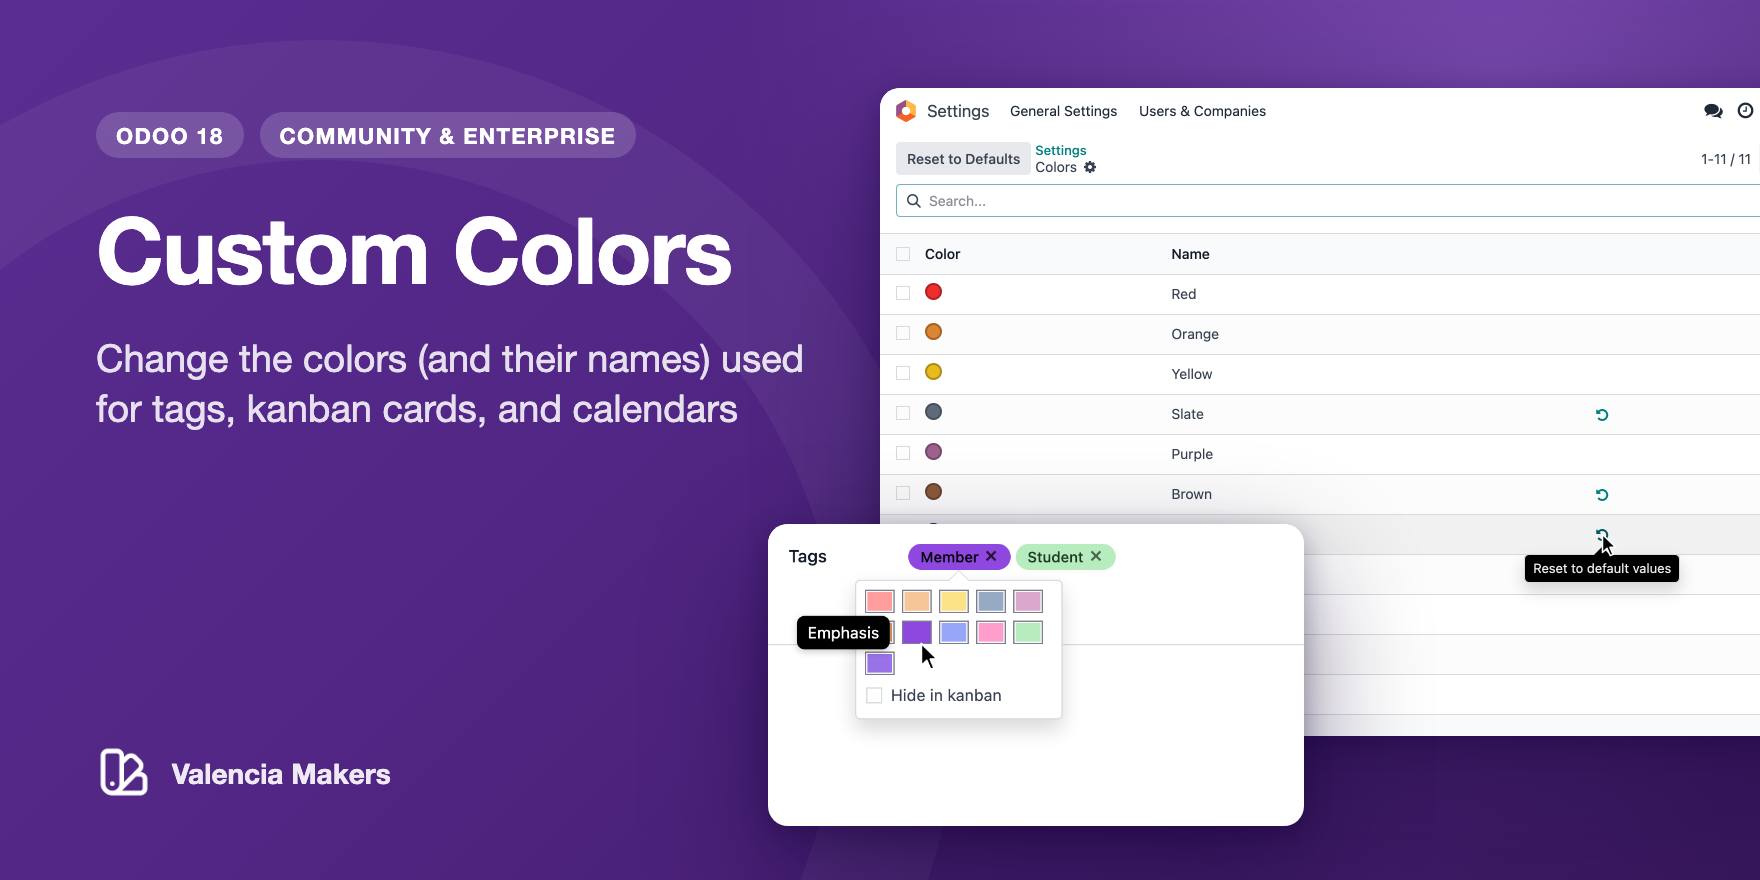 ODOO 18
COMMUNITY & ENTERPRISE
Custom Colors
Change the colors (and their names) used
for tags, kanban cards, and calendars
Valencia Makers
Settings
General Settings
Users & Companies
Reset to Defaults
Settings
Colors
1-11 / 11
Search...
Color
Name
Red
Orange
Yellow
Slate
Purple
Brown
Reset to default values
Tags
Member
Student
Emphasis
Hide in kanban